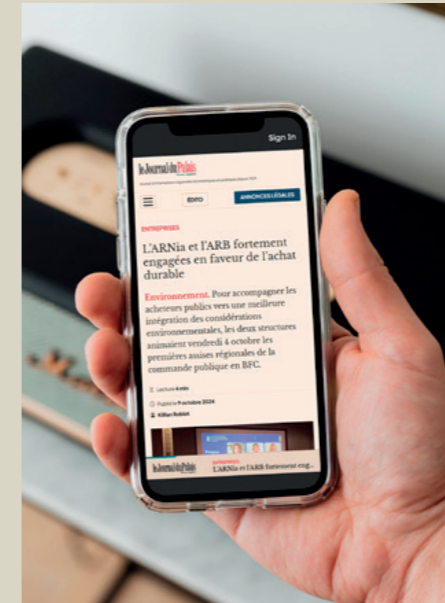 Sign In
le Journal du Palais
EDITO
ANNONCES LÉGALES
ENTREPRISES
L'ARNia et l'ARB fortement
engagées en faveur de l'achat
durable
Environnement. Pour accompagner les
acheteurs publics vers une meilleure
intégration des considérations
environnementales, les deux structures
animaient vendredi 4 octobre les
premières assises régionales de la
commande publique en BFC.
Lecture 4 min
Publié le 9 octobre 2024
le Journal du Palais
ENTREPRISES
L'ARNia et l'ARB fortement eng...